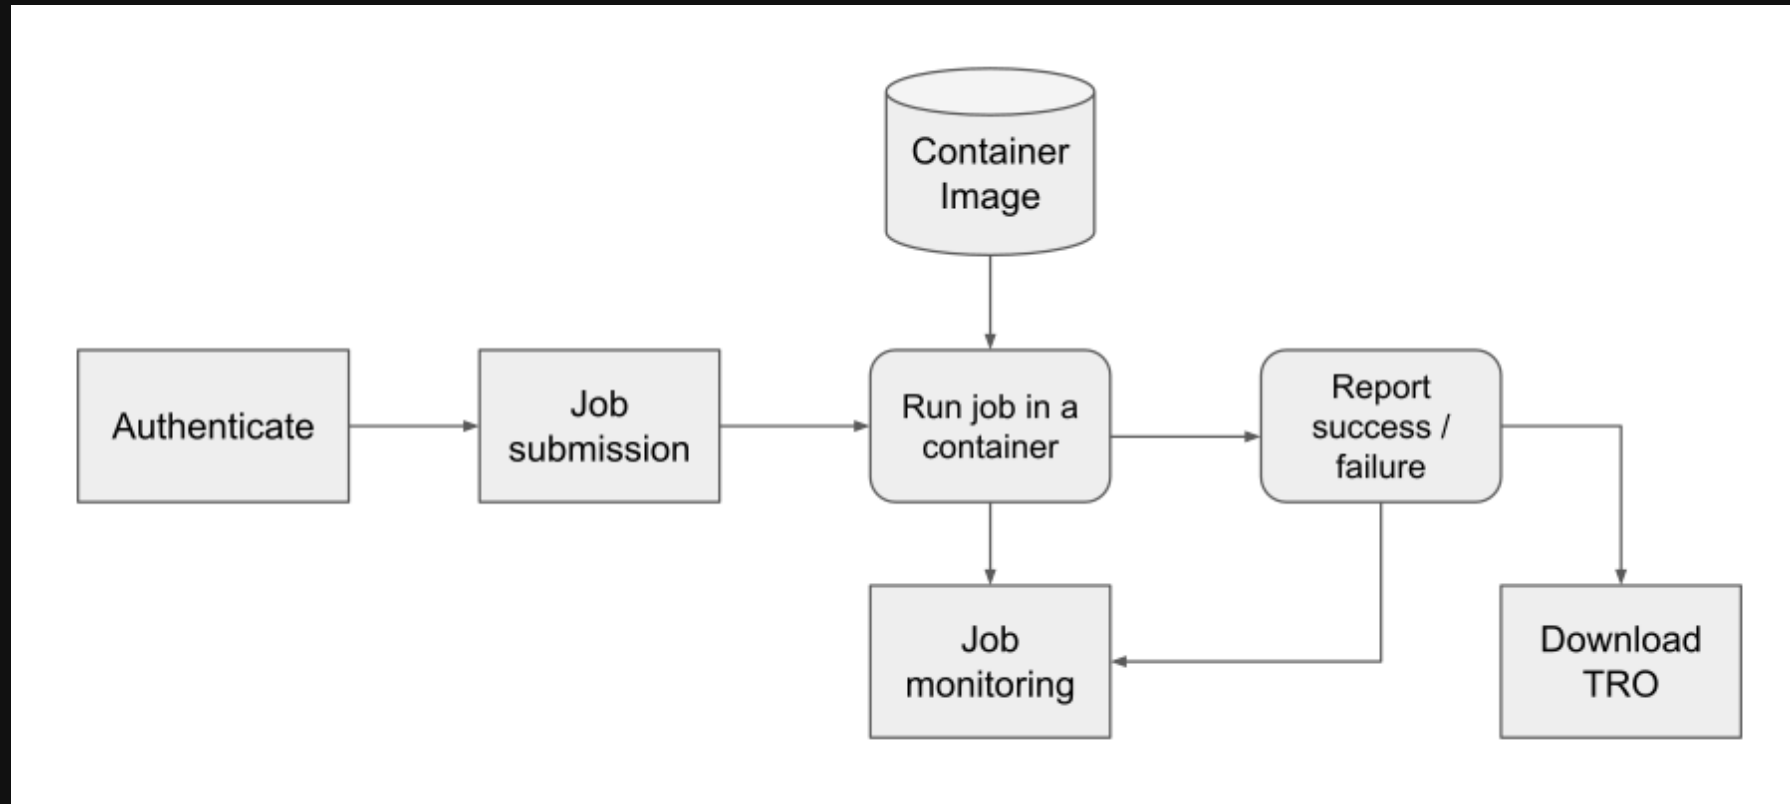 Container
Image
Authenticate
Job
submission
Run job in a
container
Report
success /
failure
Job
monitoring
Download
TRO